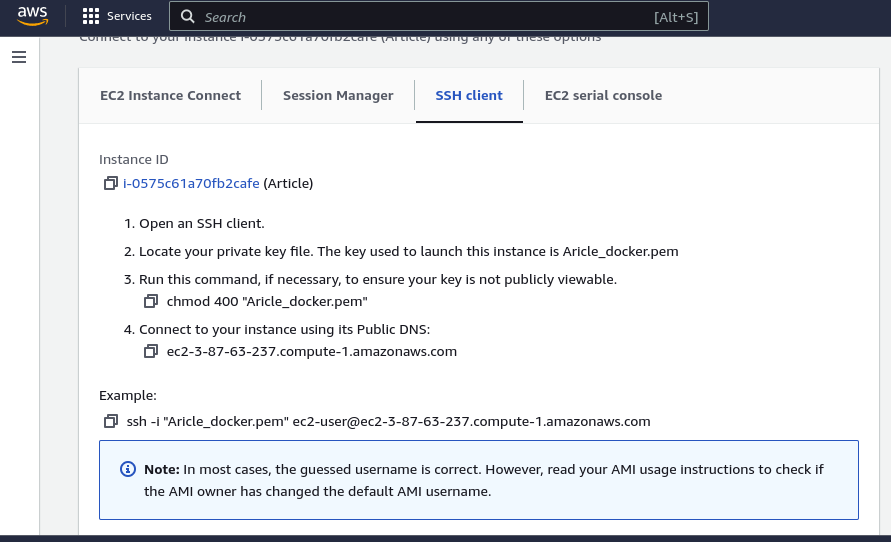 aws
Services
Search
[Alt+S]
Connect to your instance i-0575c61a70fb2cafe (Article) using any of these options
EC2 Instance Connect
Session Manager
SSH client
EC2 serial console
Instance ID
i-0575c61a70fb2cafe (Article)
1. Open an SSH client.
2. Locate your private key file. The key used to launch this instance is Aricle_docker.pem
3. Run this command, if necessary, to ensure your key is not publicly viewable.
chmod 400 "Aricle_docker.pem"
4. Connect to your instance using its Public DNS:
ec2-3-87-63-237.compute-1.amazonaws.com
Example:
ssh -i "Aricle_docker.pem" ec2-user@ec2-3-87-63-237.compute-1.amazonaws.com
Note: In most cases, the guessed username is correct. However, read your AMI usage instructions to check if
the AMI owner has changed the default AMI username.